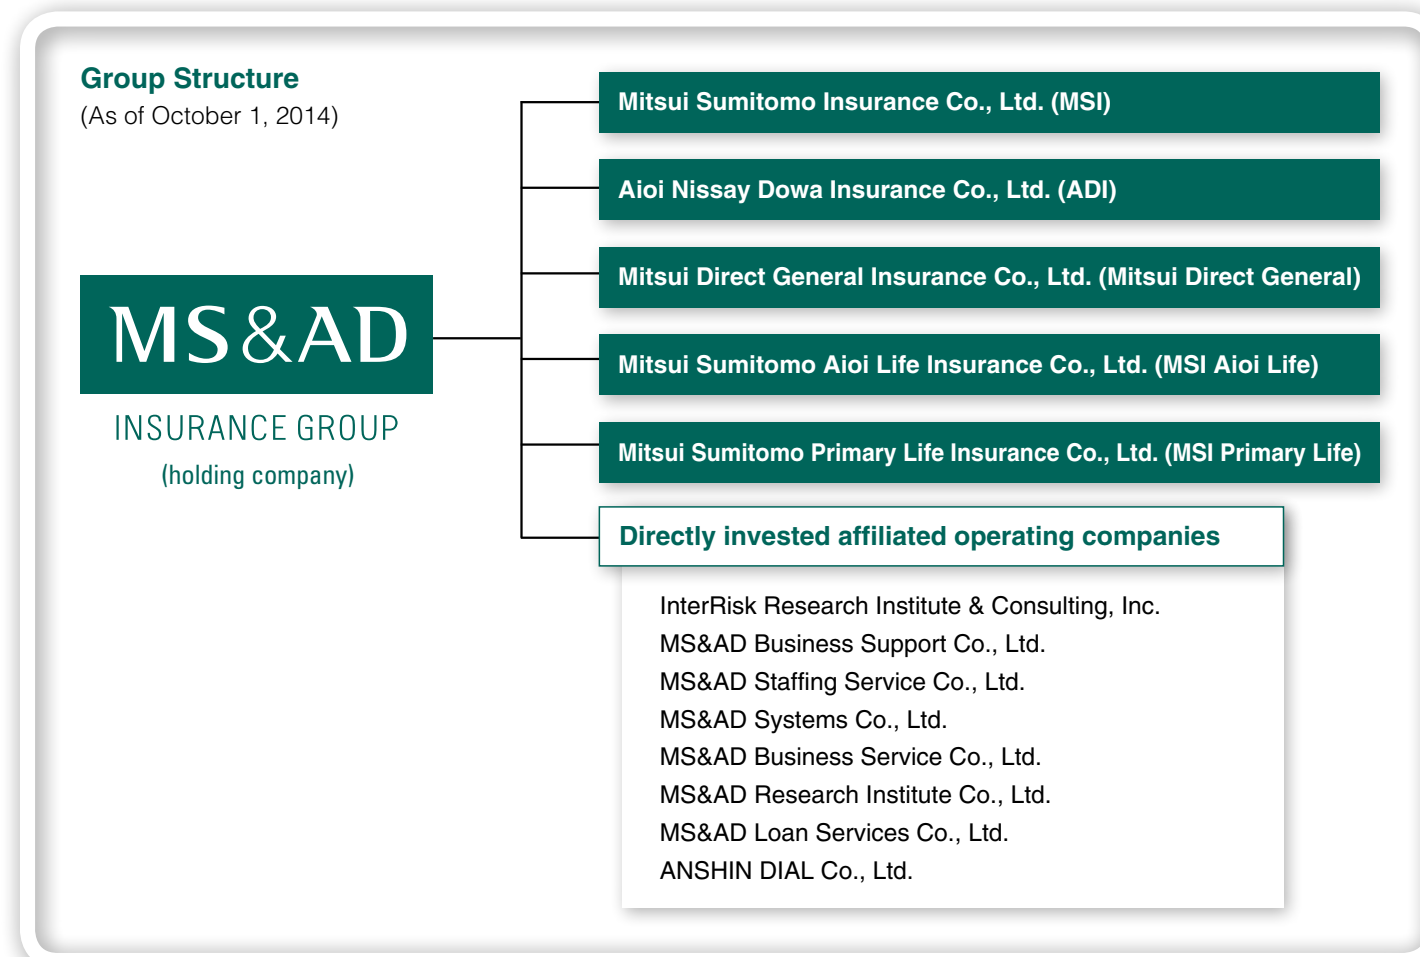 Group Structure
(As of October 1, 2014)
MS&AD
INSURANCE GROUP
(holding company)
Mitsui Sumitomo Insurance Co., Ltd. (MSI)
Aioi Nissay Dowa Insurance Co., Ltd. (ADI)
Mitsui Direct General Insurance Co., Ltd. (Mitsui Direct General)
Mitsui Sumitomo Aioi Life Insurance Co., Ltd. (MSI Aioi Life)
Mitsui Sumitomo Primary Life Insurance Co., Ltd. (MSI Primary Life)
Directly invested affiliated operating companies
InterRisk Research Institute & Consulting, Inc.
MS&AD Business Support Co., Ltd.
MS&AD Staffing Service Co., Ltd.
MS&AD Systems Co., Ltd.
MS&AD Business Service Co., Ltd.
MS&AD Research Institute Co., Ltd.
MS&AD Loan Services Co., Ltd.
ANSHIN DIAL Co., Ltd.